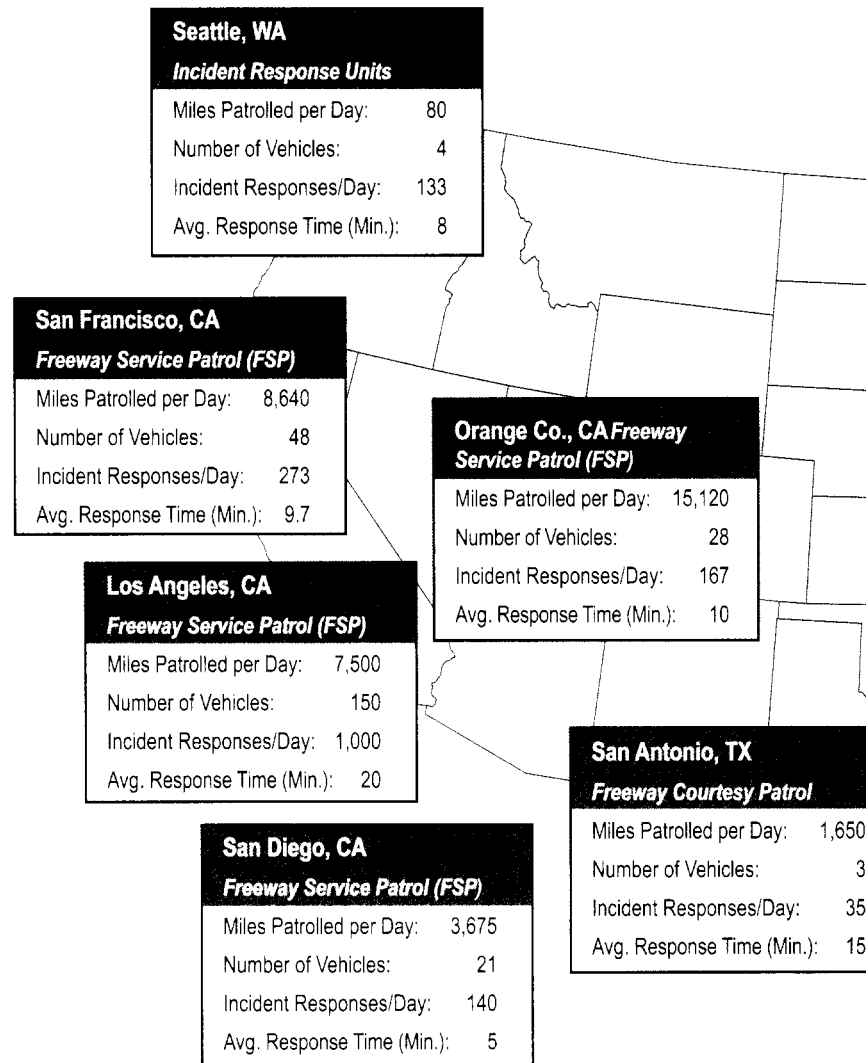 Seattle, WA
Incident Response Units
Miles Patrolled per Day: 80
Number of Vehicles: 4
Incident Responses/Day: 133
Avg. Response Time (Min.): 8
San Francisco, CA
Freeway Service Patrol (FSP)
Miles Patrolled per Day: 8,640
Number of Vehicles: 48
Incident Responses/Day: 273
Avg. Response Time (Min.): 9.7
Orange Co., CA Freeway
Service Patrol (FSP)
Miles Patrolled per Day: 15,120
Number of Vehicles: 28
Incident Responses/Day: 167
Avg. Response Time (Min.): 10
Los Angeles, CA
Freeway Service Patrol (FSP)
Miles Patrolled per Day: 7,500
Number of Vehicles: 150
Incident Responses/Day: 1,000
Avg. Response Time (Min.): 20
San Antonio, TX
Freeway Courtesy Patrol
Miles Patrolled per Day: 1,650
Number of Vehicles: 3
Incident Responses/Day: 35
Avg. Response Time (Min.): 15
San Diego, CA
Freeway Service Patrol (FSP)
Miles Patrolled per Day: 3,675
Number of Vehicles: 21
Incident Responses/Day: 140
Avg. Response Time (Min.): 5